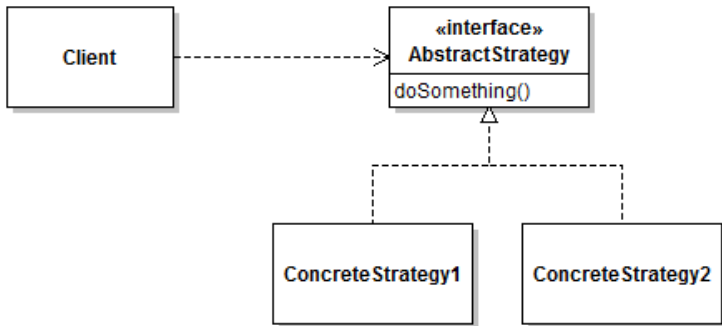 Client
«interface»
AbstractStrategy
doSomething()
ConcreteStrategy1
ConcreteStrategy2